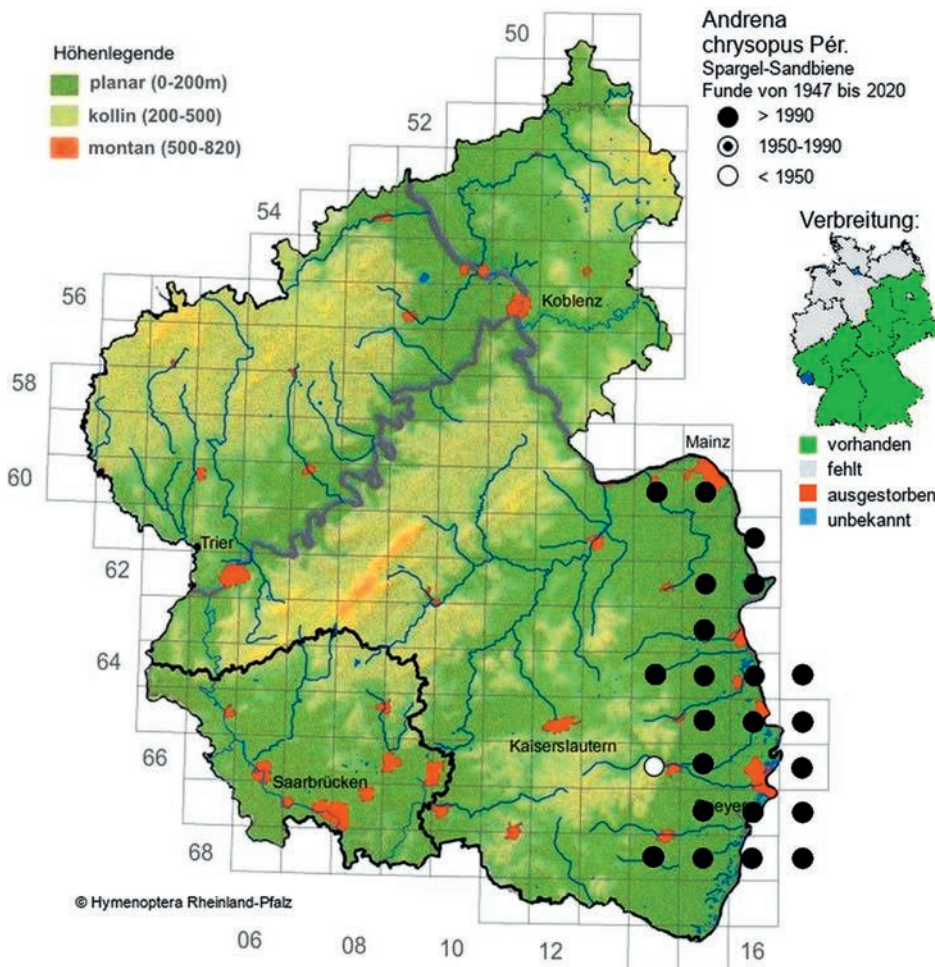 Höhenlegende
planar (0-200m)
kollin (200-500)
montan (500-820)
Andrena
chrysopus Pér.
Spargel-Sandbiene
Funde von 1947 bis 2020
> 1990
1950-1990
< 1950
Verbreitung:
vorhanden
fehlt
ausgestorben
unbekannt
50
52
54
56
58
60
62
64
66
68
Koblenz
Mainz
Trier
Kaiserslautern
Saarbrücken
© Hymenoptera Rheinland-Pfalz
06
08
10
12
14
16